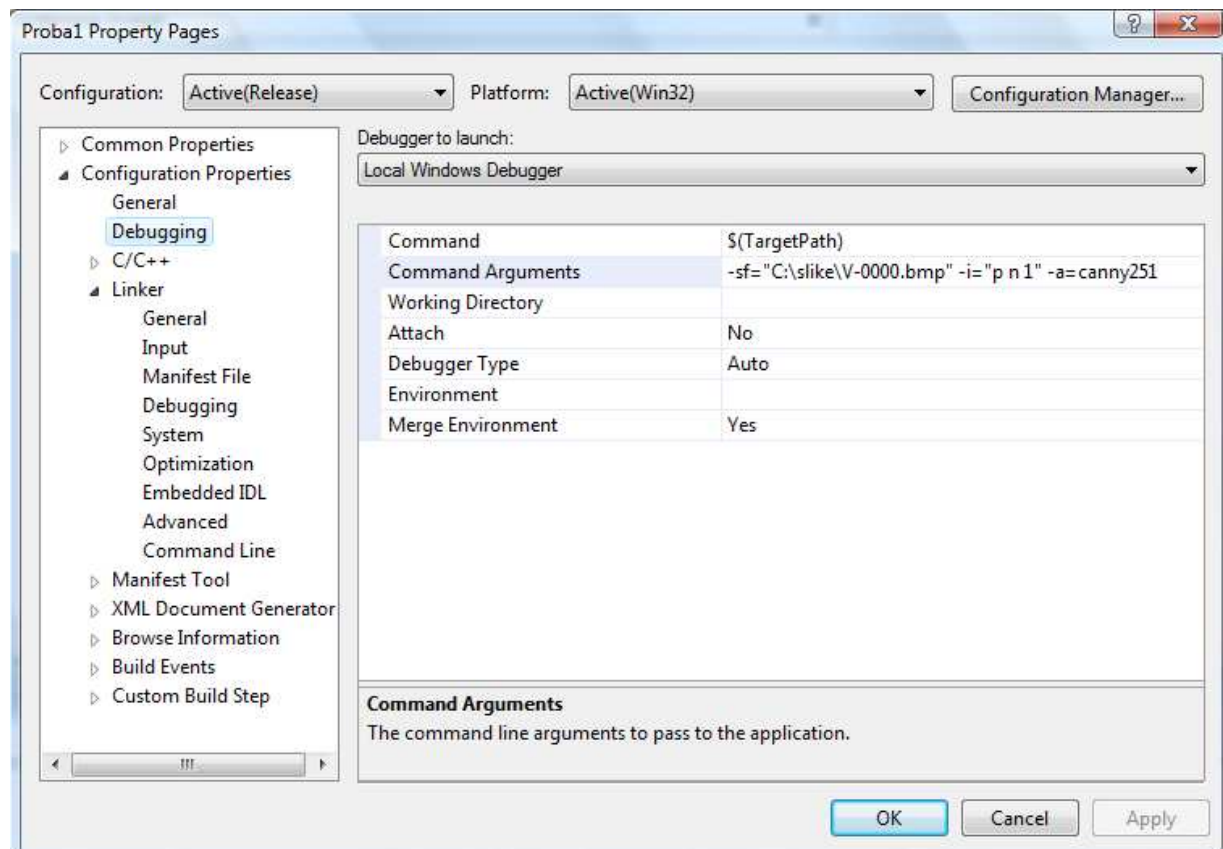 Proba1 Property Pages
Configuration: Active(Release) Platform: Active(Win32) Configuration Manager...
Common Properties
Configuration Properties
General
Debugging
C/C++
Linker
General
Input
Manifest File
Debugging
System
Optimization
Embedded IDL
Advanced
Command Line
Manifest Tool
XML Document Generator
Browse Information
Build Events
Custom Build Step
Debugger to launch:
Local Windows Debugger
Command $(TargetPath)
Command Arguments -sf="C:\slike\V-0000.bmp" -i="p n 1" -a=canny251
Working Directory
Attach No
Debugger Type Auto
Environment
Merge Environment Yes
Command Arguments
The command line arguments to pass to the application.
OK Cancel Apply